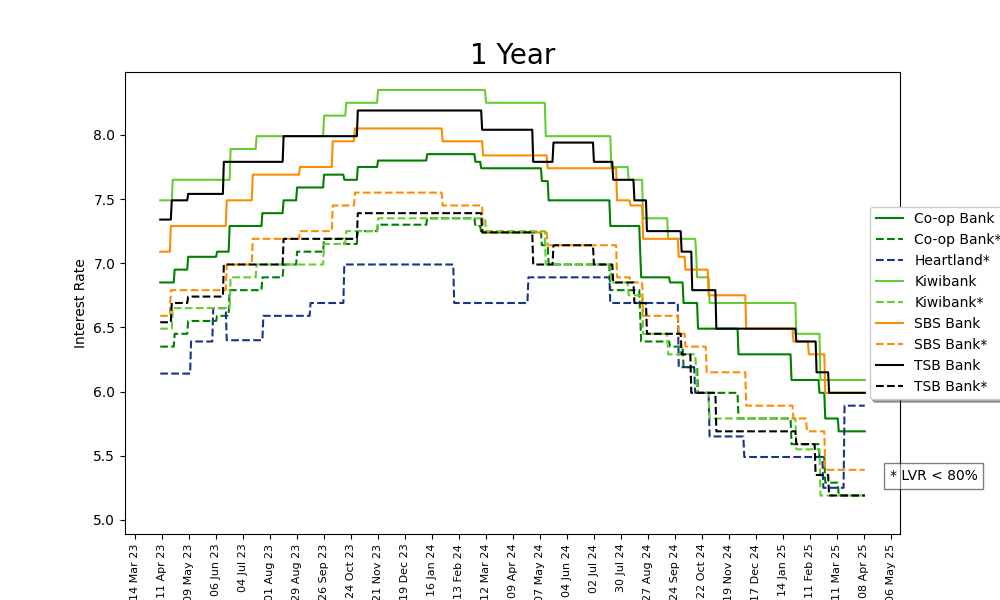 1 Year
Interest Rate
8.0
7.5
7.0
6.5
6.0
5.5
5.0
Co-op Bank
Co-op Bank*
Heartland*
Kiwibank
Kiwibank*
SBS Bank
SBS Bank*
TSB Bank
TSB Bank*
* LVR < 80%
14 Mar 23
11 Apr 23
09 May 23
06 Jun 23
04 Jul 23
01 Aug 23
29 Aug 23
26 Sep 23
24 Oct 23
21 Nov 23
19 Dec 23
16 Jan 24
13 Feb 24
12 Mar 24
09 Apr 24
07 May 24
04 Jun 24
02 Jul 24
30 Jul 24
27 Aug 24
24 Sep 24
22 Oct 24
19 Nov 24
17 Dec 24
14 Jan 25
11 Feb 25
11 Mar 25
08 Apr 25
06 May 25